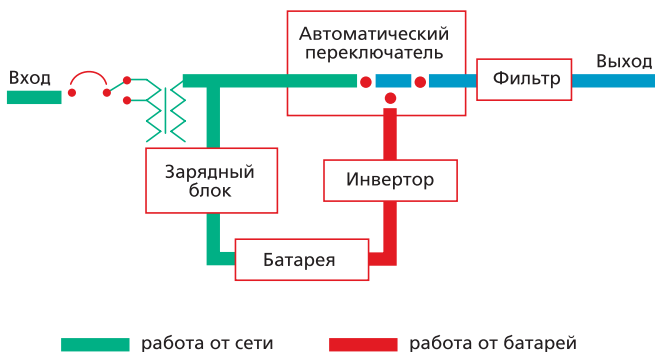 Автоматический
переключатель
Вход
Выход
Фильтр
Зарядный
блок
Инвертор
Батарея
работа от сети
работа от батарей